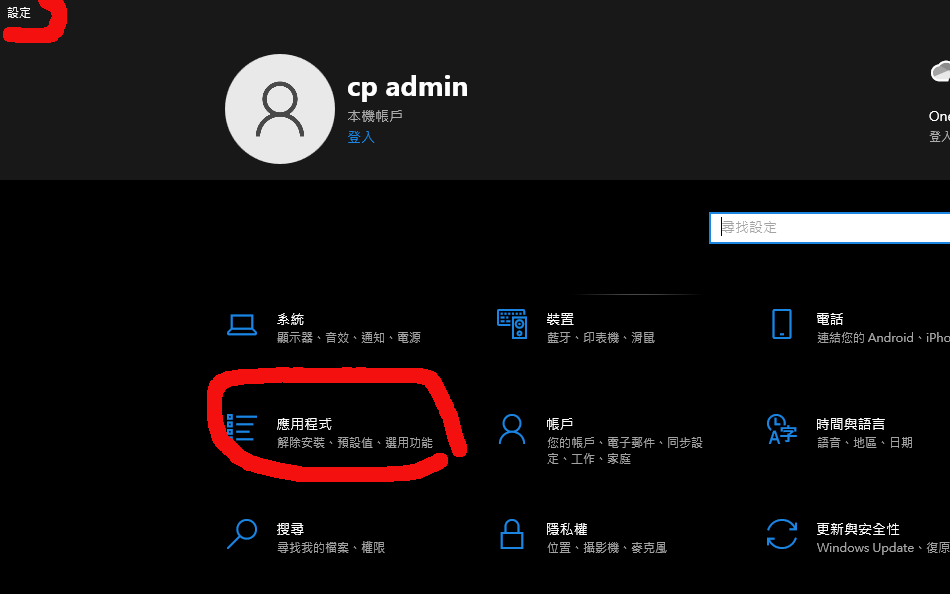 設定
cp admin
本機帳戶
登入
One
登入
尋找設定
系統
顯示器、音效、通知、電源
裝置
藍牙、印表機、滑鼠
電話
連結您的 Android、iPho
應用程式
解除安裝、預設值、選用功能
帳戶
您的帳戶、電子郵件、同步設
定、工作、家庭
時間與語言
語音、地區、日期
搜尋
尋找我的檔案、權限
隱私權
位置、攝影機、麥克風
更新與安全性
Windows Update、復原